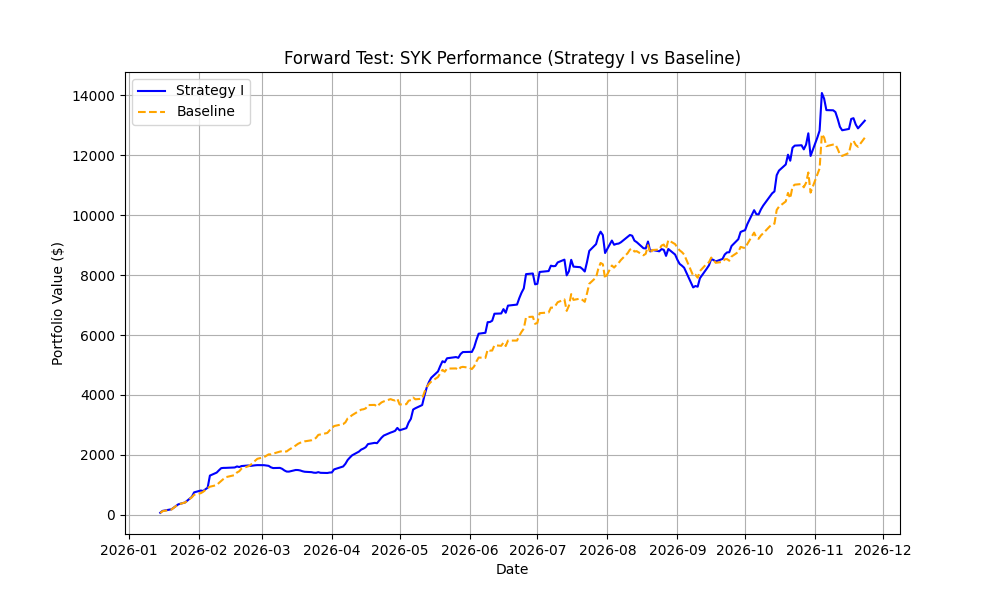 Forward Test: SYK Performance (Strategy I vs Baseline)
Strategy I
Baseline
Portfolio Value ($)
14000
12000
10000
8000
6000
4000
2000
0
2026-01 2026-02 2026-03 2026-04 2026-05 2026-06 2026-07 2026-08 2026-09 2026-10 2026-11 2026-12
Date